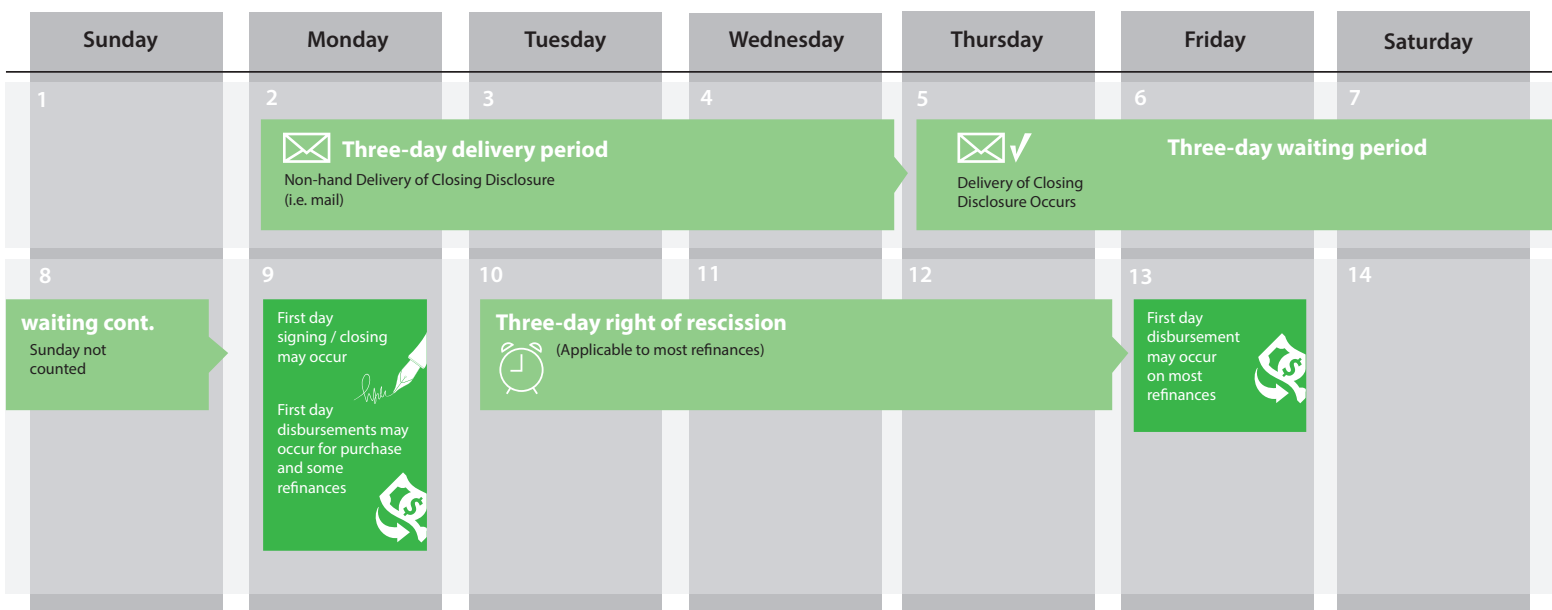 Sunday Monday Tuesday Wednesday Thursday Friday Saturday
1 2 3 4 5 6 7
Three-day delivery period
Non-hand Delivery of Closing Disclosure
(i.e. mail)
Three-day waiting period
Delivery of Closing
Disclosure Occurs
8 9 10 11 12 13 14
waiting cont.
Sunday not
counted
First day
signing / closing
may occur
First day
disbursements may
occur for purchase
and some
refinances
Three-day right of rescission
(Applicable to most refinances)
First day
disbursement
may occur
on most
refinances
$
$